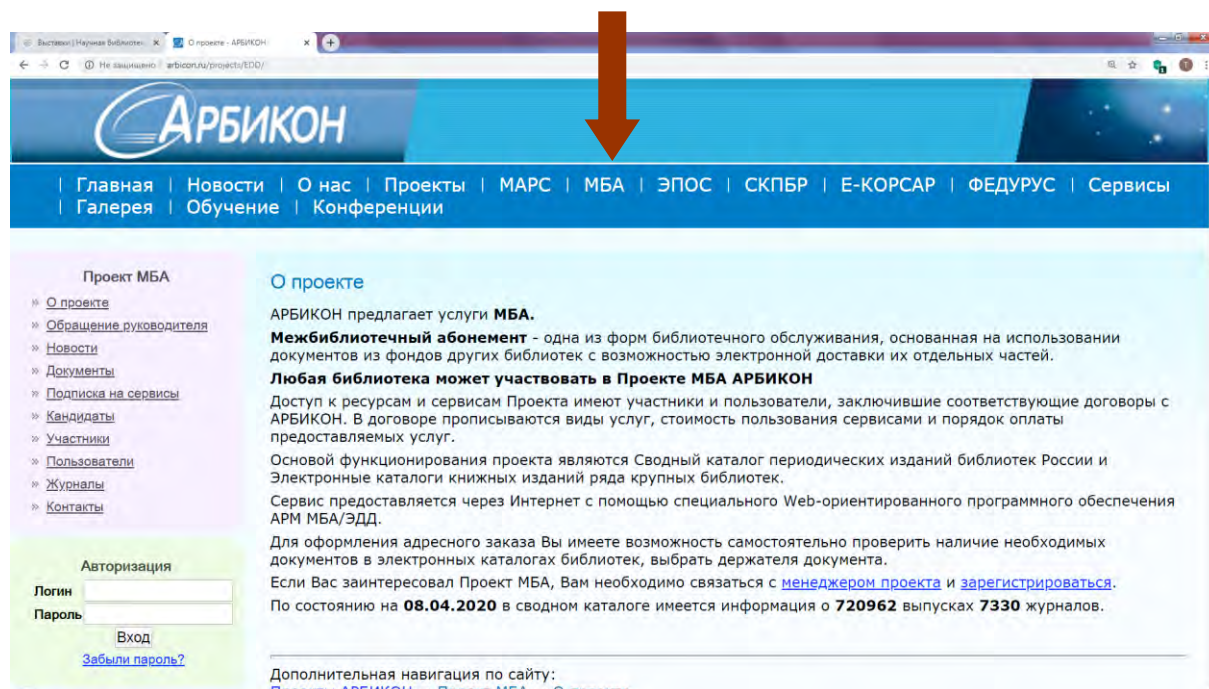 Выставки | Научная библиотек
О проекте - АРБИКОН
Не защищено arbicon.ru/projects/EDD/
АРБИКОН
| Главная | Новости | О нас | Проекты | МАРС | МБА | ЭПОС | СКПБР | Е-КОРСАР | ФЕДУРУС | Сервисы
| Галерея | Обучение | Конференции
Проект МБА
» О проекте
» Обращение руководителя
» Новости
» Документы
» Подписка на сервисы
» Кандидаты
» Участники
» Пользователи
» Журналы
» Контакты
Авторизация
Логин
Пароль
Вход
Забыли пароль?
О проекте
АРБИКОН предлагает услуги МБА.
Межбиблиотечный абонемент - одна из форм библиотечного обслуживания, основанная на использовании
документов из фондов других библиотек с возможностью электронной доставки их отдельных частей.
Любая библиотека может участвовать в Проекте МБА АРБИКОН
Доступ к ресурсам и сервисам Проекта имеют участники и пользователи, заключившие соответствующие договоры с
АРБИКОН. В договоре прописываются виды услуг, стоимость пользования сервисами и порядок оплаты
предоставляемых услуг.
Основой функционирования проекта являются Сводный каталог периодических изданий библиотек России и
Электронные каталоги книжных изданий ряда крупных библиотек.
Сервис предоставляется через Интернет с помощью специального Web-ориентированного программного обеспечения
АРМ МБА/ЭДД.
Для оформления адресного заказа Вы имеете возможность самостоятельно проверить наличие необходимых
документов в электронных каталогах библиотек, выбрать держателя документа.
Если Вас заинтересовал Проект МБА, Вам необходимо связаться с менеджером проекта и зарегистрироваться.
По состоянию на 08.04.2020 в сводном каталоге имеется информация о 720962 выпусках 7330 журналов.
Дополнительная навигация по сайту: